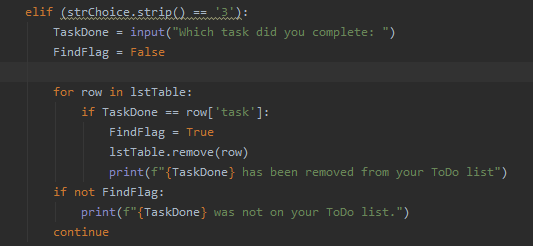 elif (strChoice.strip() == '3'):
    TaskDone = input("Which task did you complete: ")
    FindFlag = False
    for row in lstTable:
        if TaskDone == row['task']:
            FindFlag = True
            lstTable.remove(row)
            print(f"{TaskDone} has been removed from your ToDo list")
    if not FindFlag:
        print(f"{TaskDone} was not on your ToDo list.")
    continue